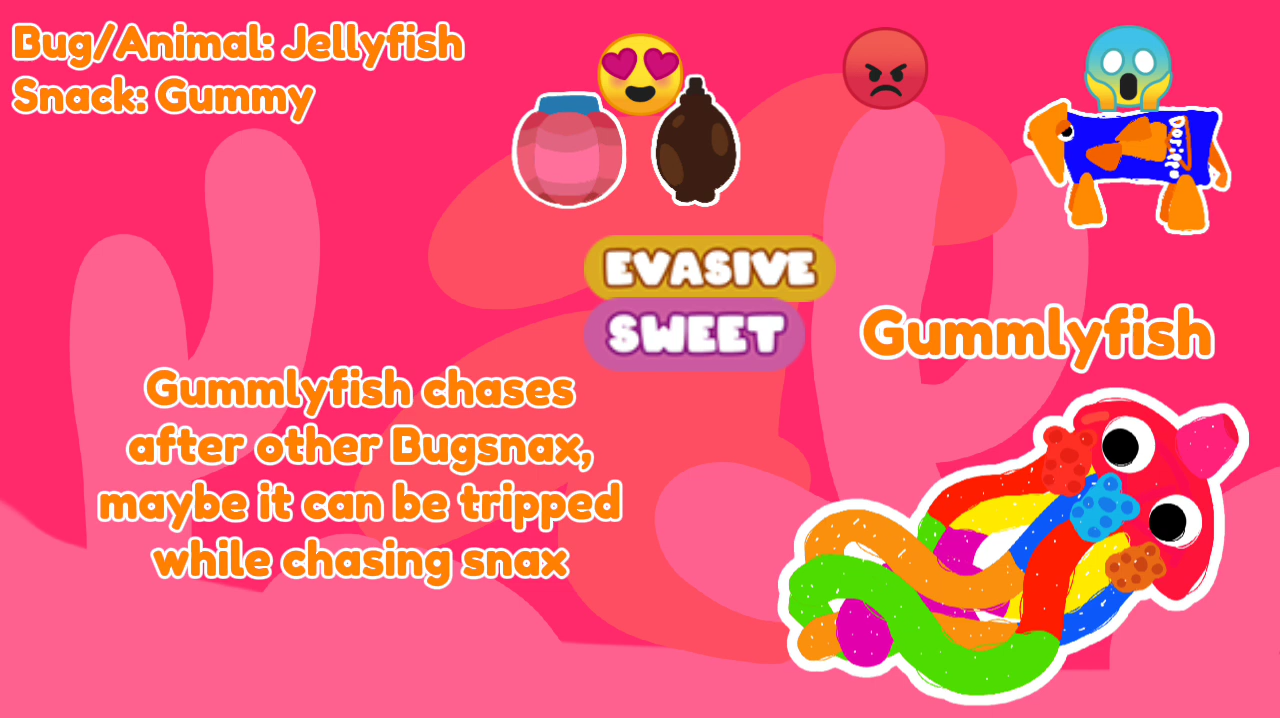 Bug/Animal: Jellyfish
Snack: Gummy
EVASIVE
SWEET
Gummlyfish
Gummlyfish chases
after other Bugsnax,
maybe it can be tripped
while chasing snax